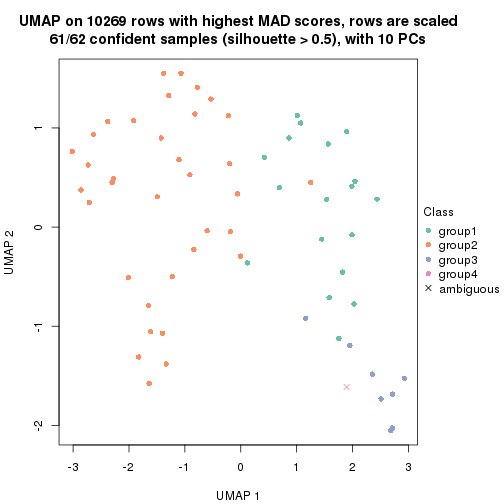 UMAP on 10269 rows with highest MAD scores, rows are scaled
61/62 confident samples (silhouette > 0.5), with 10 PCs
1
0
-1
-2
UMAP 2
-3 -2 -1 0 1 2 3
UMAP 1
Class
group1
group2
group3
group4
ambiguous